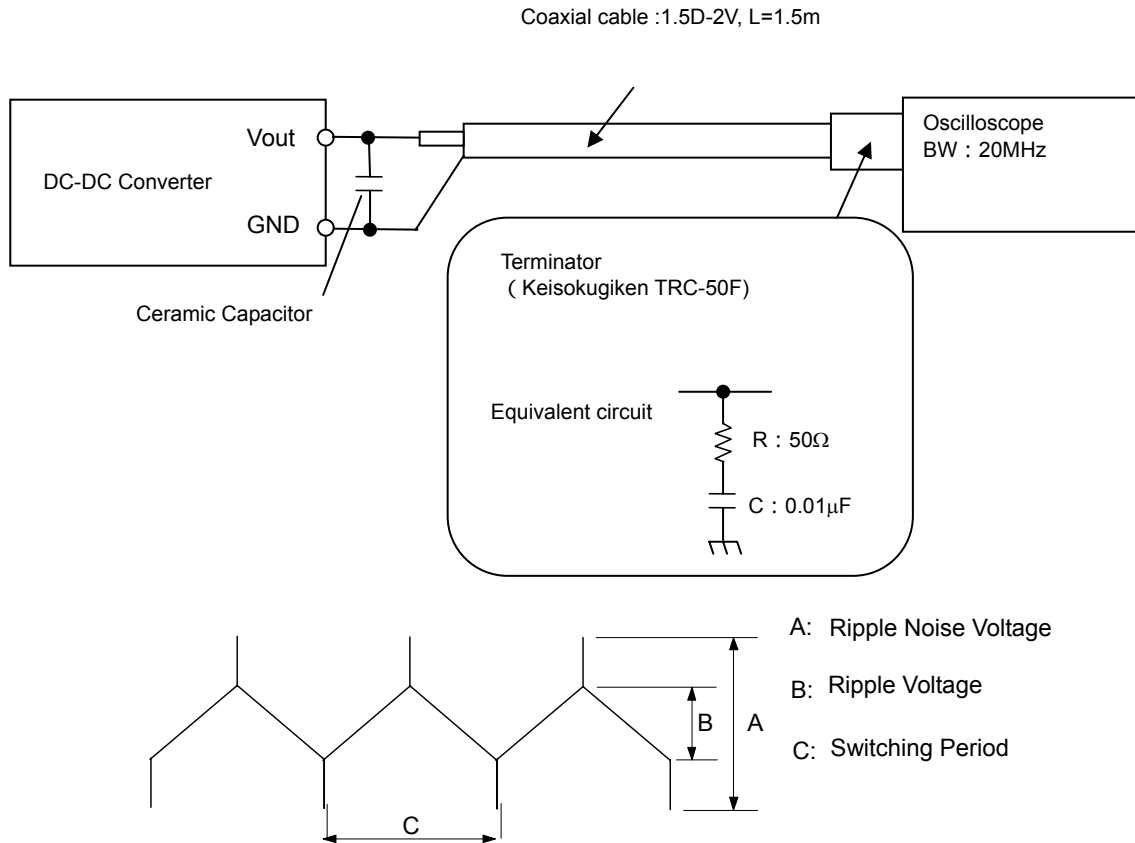 Coaxial cable :1.5D-2V, L=1.5m
Vout
DC-DC Converter
GND
Ceramic Capacitor
Oscilloscope
BW：20MHz
Terminator
（Keisokugiken TRC-50F)
Equivalent circuit
R：50Ω
C：0.01μF
A: Ripple Noise Voltage
B: Ripple Voltage
C: Switching Period
B
A
C